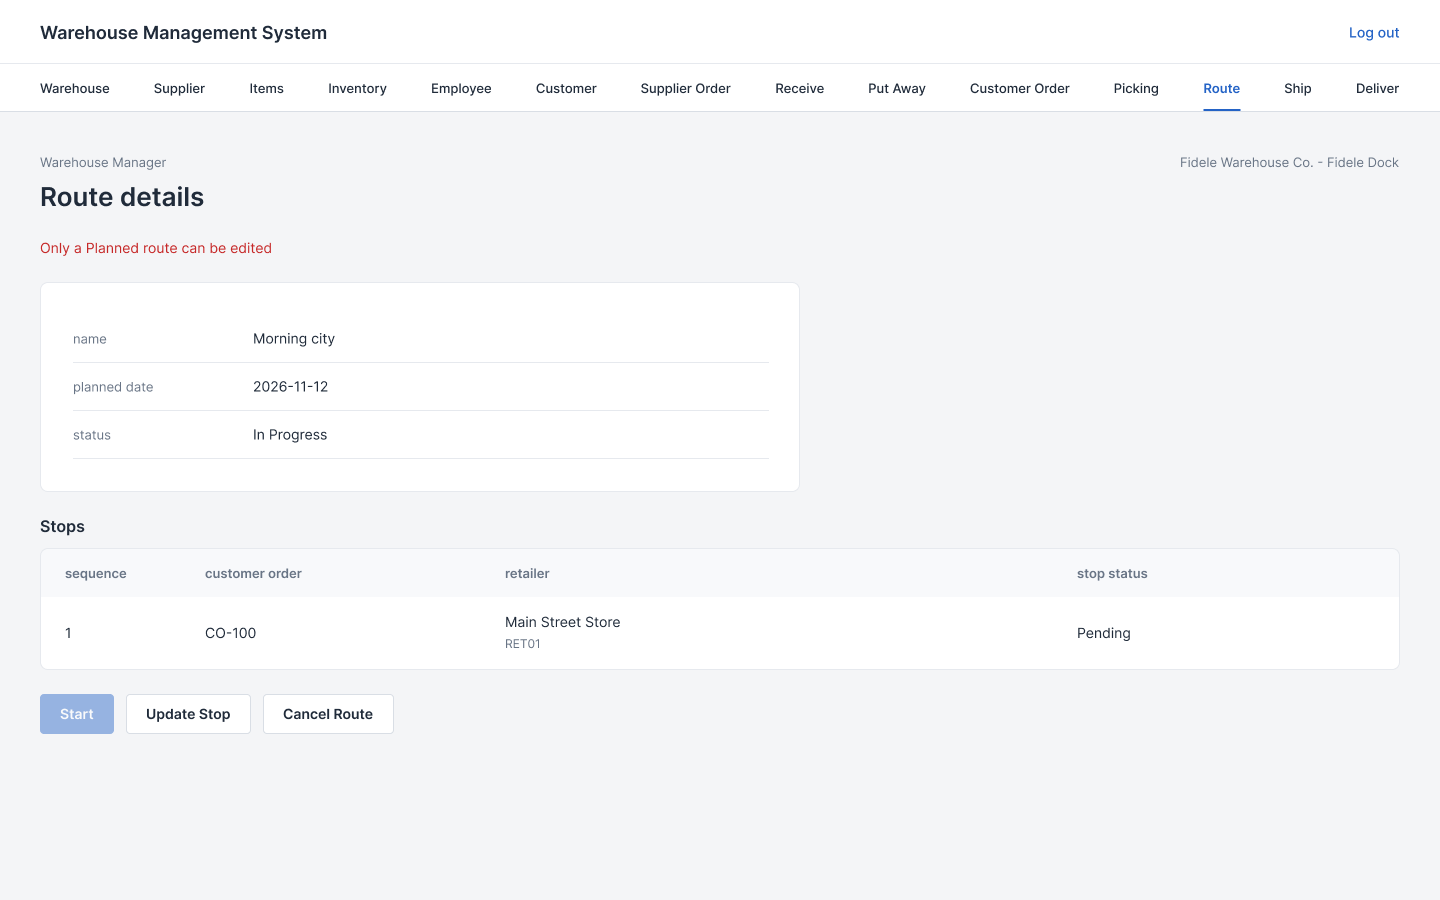 Warehouse Management System
Log out
Warehouse Supplier Items Inventory Employee Customer Supplier Order Receive Put Away Customer Order Picking Route Ship Deliver
Warehouse Manager
Fidele Warehouse Co. - Fidele Dock
Route details
Only a Planned route can be edited
name Morning city
planned date 2026-11-12
status In Progress
Stops
sequence customer order retailer stop status
1 CO-100 Main Street Store Pending
RET01
Start Update Stop Cancel Route